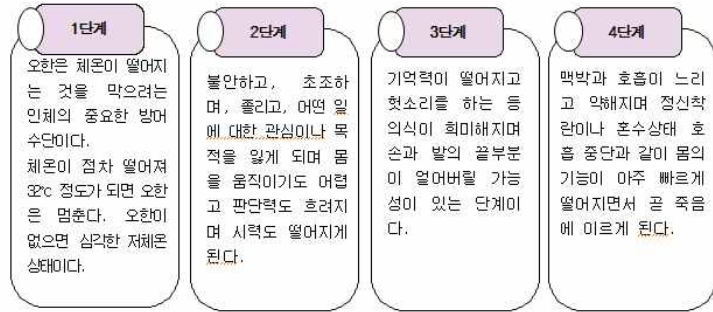 1단계
오한은 체온이 떨어지
는 것을 막으려는
인체의 중요한 방어
수단이다.
체온이 점차 떨어져
32℃ 정도가 되면 오한
은 멈춘다. 오한이
없으면 심각한 저체온
상태이다.
2단계
불안하고, 초조하
며, 졸리고, 어떤 일
에 대한 관심이나 목
적을 잃게 되며 몸
을 움직이기도 어렵
고 판단력도 흐려지
며 시력도 떨어지게
된다.
3단계
기억력이 떨어지고
헛소리를 하는 등
의식이 희미해지며
손과 발의 끝부분
이 얼어버릴 가능
성이 있는 단계이
다.
4단계
맥박과 호흡이 느리
고 약해지며 정신착
란이나 혼수상태 호
흡 중단과 같이 몸의
기능이 아주 빠르게
떨어지면서 곧 죽음
에 이르게 된다.